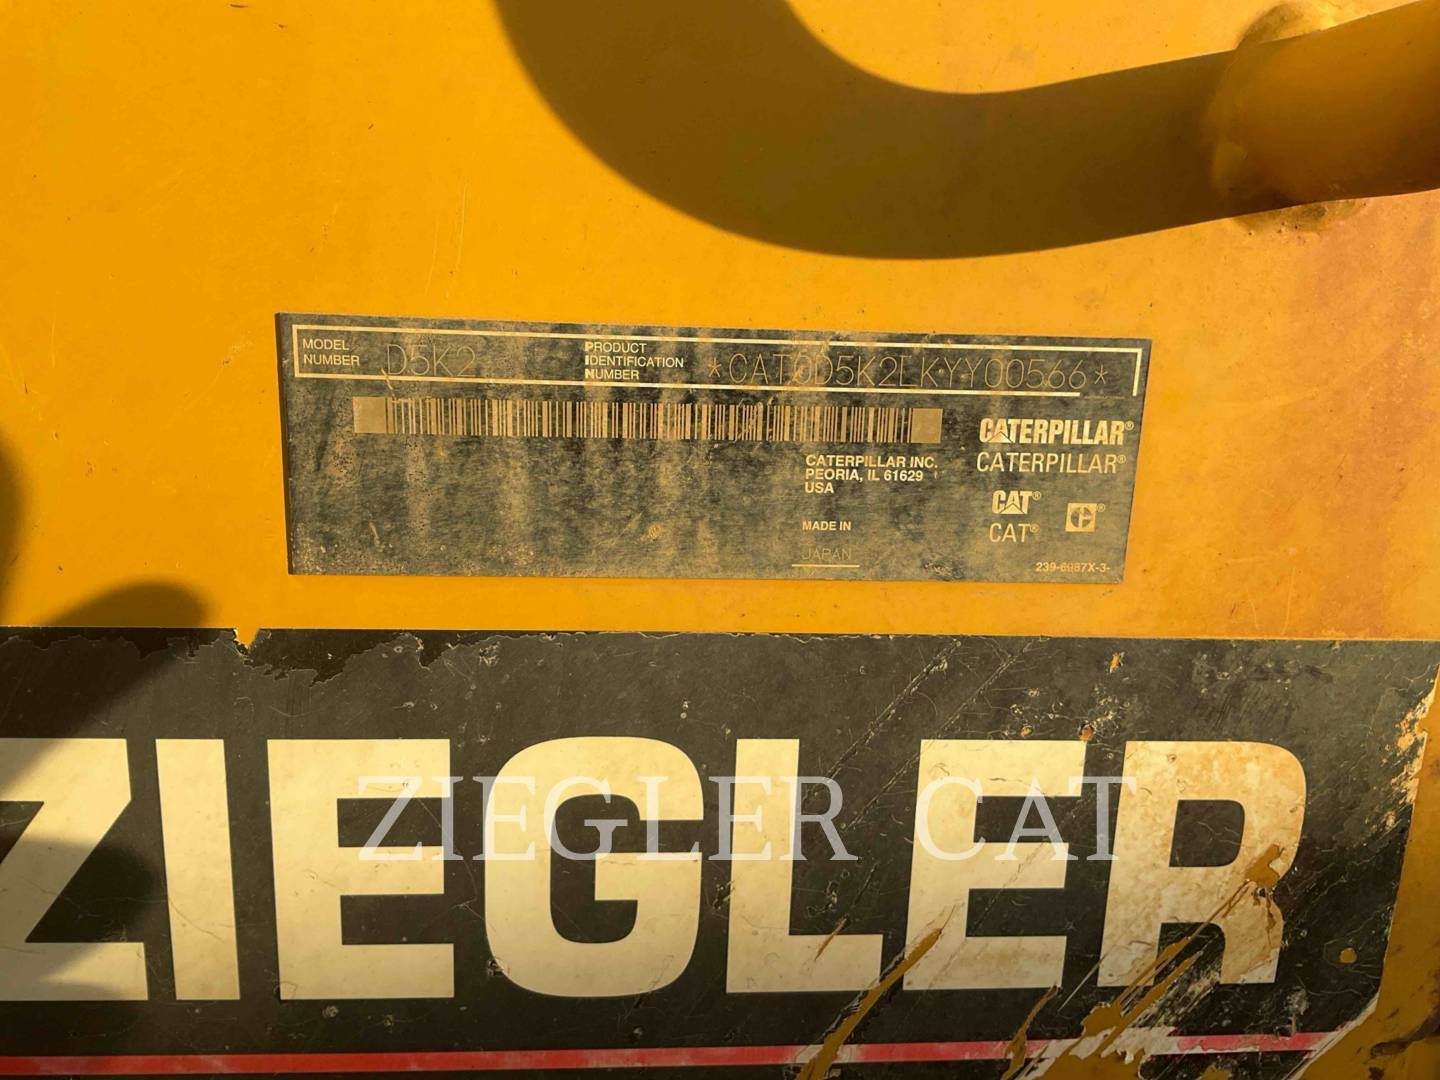 MODEL NUMBER D5K2
PRODUCT IDENTIFICATION NUMBER *CAT0D5K2LKYY00566*
CATERPILLAR®
CATERPILLAR®
CATERPILLAR INC.
PEORIA, IL 61629
USA
CAT®
CAT®
MADE IN
JAPAN
ZIEGLER
ZIEGLER CAT